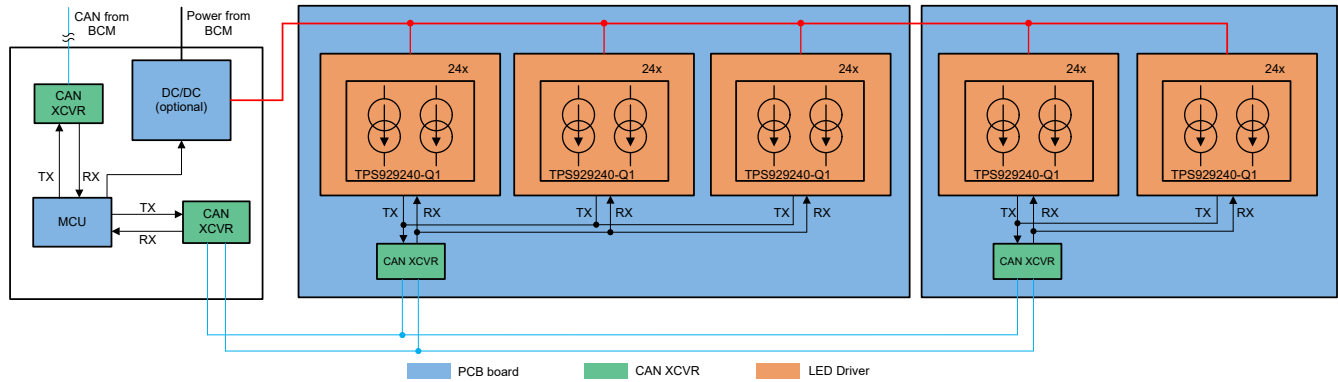 CAN from
BCM
Power from
BCM
CAN
XCVR
DC/DC
(optional)
TX
RX
MCU
TX
RX
CAN
XCVR
24x
TPS929240-Q1
24x
TPS929240-Q1
24x
TPS929240-Q1
TX
RX
TX
RX
TX
RX
CAN XCVR
24x
TPS929240-Q1
24x
TPS929240-Q1
TX
RX
TX
RX
CAN XCVR
PCB board
CAN XCVR
LED Driver